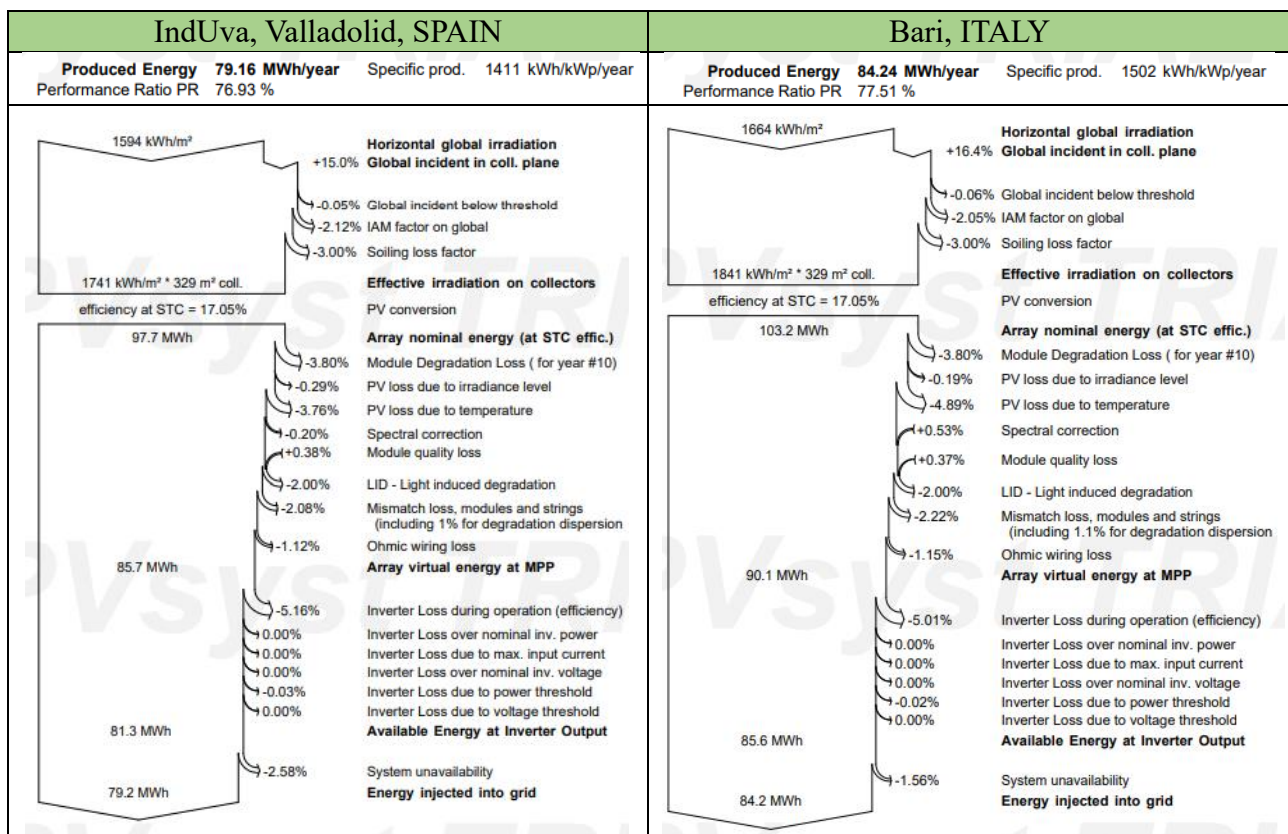 IndUva, Valladolid, SPAIN
Produced Energy 79.16 MWh/year Specific prod. 1411 kWh/kWp/year
Performance Ratio PR 76.93 %
1594 kWh/m² Horizontal global irradiation
+15.0% Global incident in coll. plane
-0.05% Global incident below threshold
-2.12% IAM factor on global
-3.00% Soiling loss factor
1741 kWh/m² * 329 m² coll. Effective irradiation on collectors
efficiency at STC = 17.05% PV conversion
97.7 MWh Array nominal energy (at STC effic.)
-3.80% Module Degradation Loss ( for year #10)
-0.29% PV loss due to irradiance level
-3.76% PV loss due to temperature
-0.20% Spectral correction
+0.38% Module quality loss
-2.00% LID - Light induced degradation
-2.08% Mismatch loss, modules and strings
(including 1% for degradation dispersion
-1.12% Ohmic wiring loss
85.7 MWh Array virtual energy at MPP
-5.16% Inverter Loss during operation (efficiency)
0.00% Inverter Loss over nominal inv. power
0.00% Inverter Loss due to max. input current
0.00% Inverter Loss over nominal inv. voltage
-0.03% Inverter Loss due to power threshold
0.00% Inverter Loss due to voltage threshold
81.3 MWh Available Energy at Inverter Output
-2.58% System unavailability
79.2 MWh Energy injected into grid
PVsyst TRI
PVsyst TRI
Bari, ITALY
Produced Energy 84.24 MWh/year Specific prod. 1502 kWh/kWp/year
Performance Ratio PR 77.51 %
1664 kWh/m² Horizontal global irradiation
+16.4% Global incident in coll. plane
-0.06% Global incident below threshold
-2.05% IAM factor on global
-3.00% Soiling loss factor
1841 kWh/m² * 329 m² coll. Effective irradiation on collectors
efficiency at STC = 17.05% PV conversion
103.2 MWh Array nominal energy (at STC effic.)
-3.80% Module Degradation Loss ( for year #10)
-0.19% PV loss due to irradiance level
-4.89% PV loss due to temperature
+0.53% Spectral correction
+0.37% Module quality loss
-2.00% LID - Light induced degradation
-2.22% Mismatch loss, modules and strings
(including 1.1% for degradation dispersion
-1.15% Ohmic wiring loss
90.1 MWh Array virtual energy at MPP
-5.01% Inverter Loss during operation (efficiency)
0.00% Inverter Loss over nominal inv. power
0.00% Inverter Loss due to max. input current
0.00% Inverter Loss over nominal inv. voltage
-0.02% Inverter Loss due to power threshold
0.00% Inverter Loss due to voltage threshold
85.6 MWh Available Energy at Inverter Output
-1.56% System unavailability
84.2 MWh Energy injected into grid
PVsyst TRI
PVsyst TRI